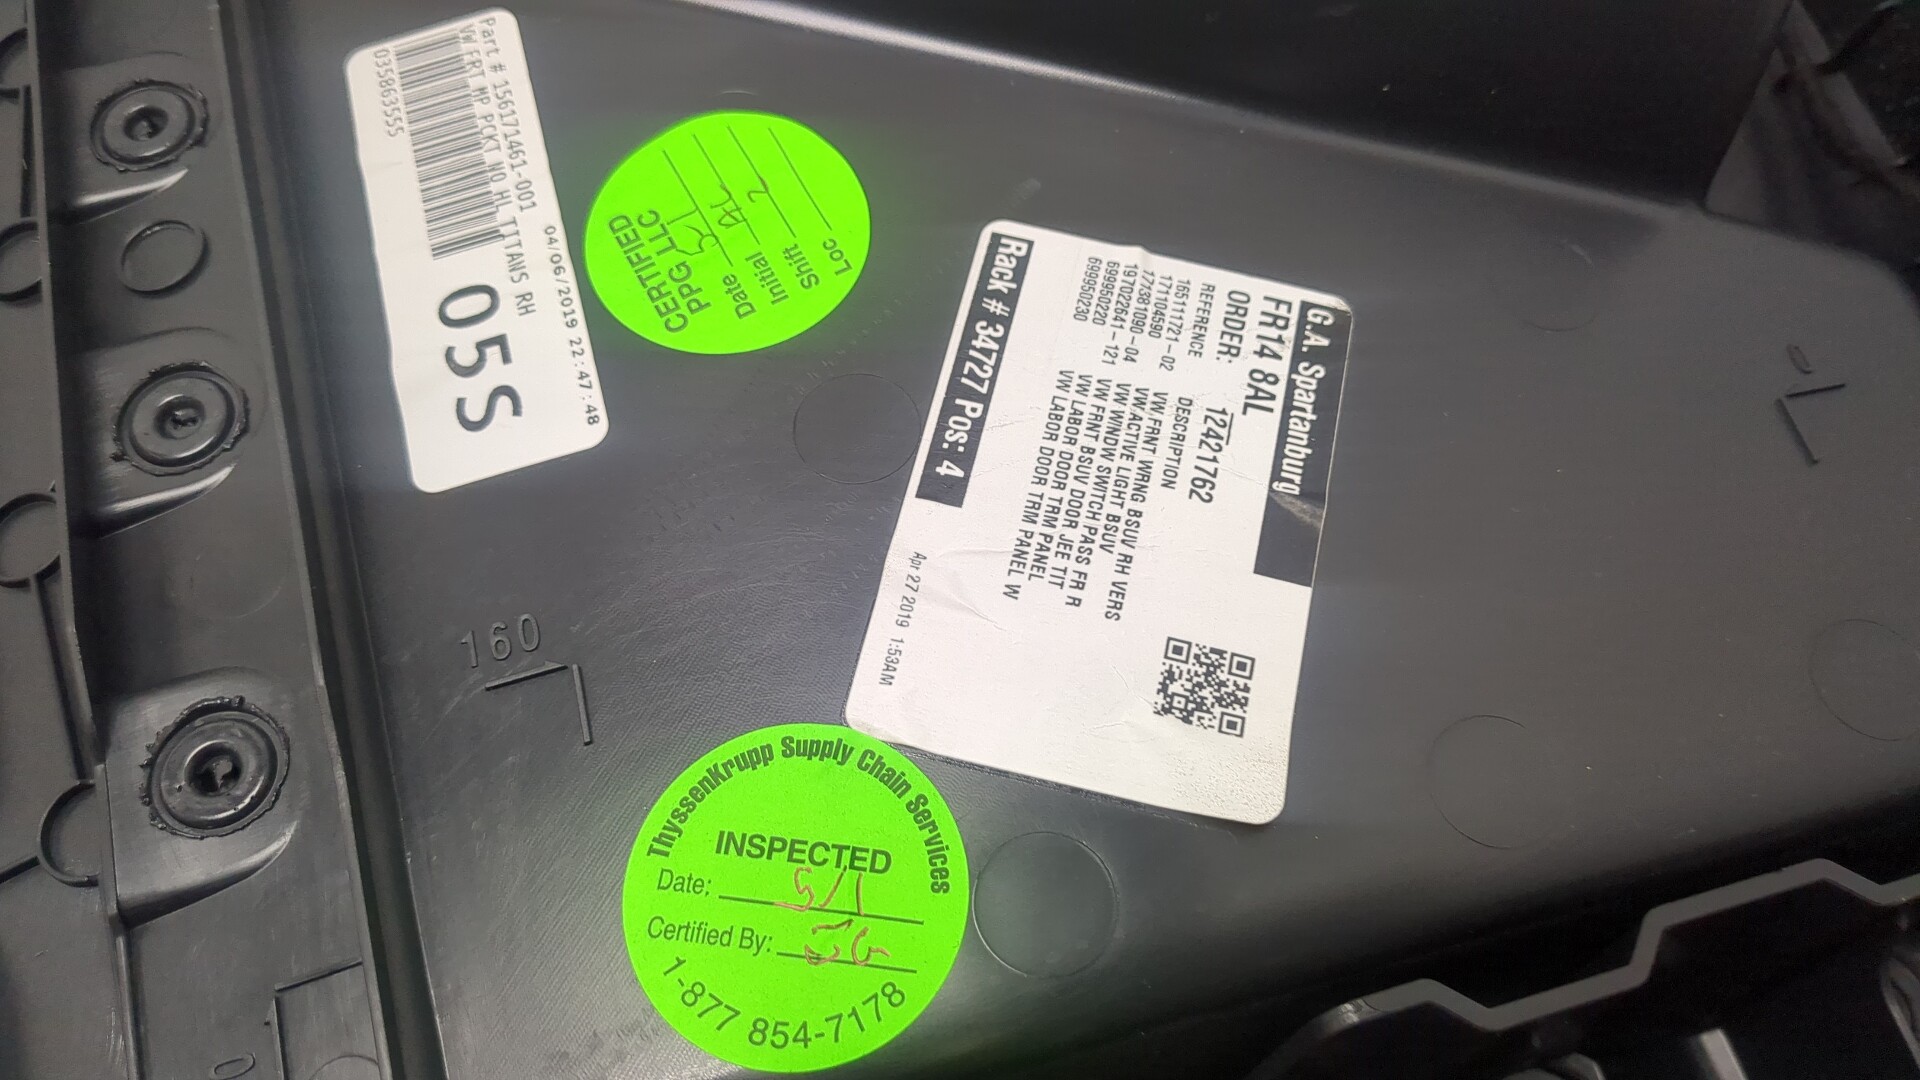 Part # 156171461-001
VW FRT MP PCKT NO HL TITANS RH
035863555
05S
04/06/2019 22:47:48
CERTIFIED
PPG LLC
Date 5-1
Initial AL
Shift 2
Loc
G.A. Spartanburg
FR14 8AL
ORDER: 12421762
REFERENCE DESCRIPTION
165111721-02 VW FRNT WRNG BSUV RH VERS
171104590 VW ACTIVE LIGHT BSUV
177381090-04 VW WINDW SWITCH PASS FR R
197022641-121 VW FRNT BSUV DOOR JEE TIT
699950220 VW LABOR DOOR TRM PANEL
699950230 VW LABOR DOOR TRM PANEL W
Rack # 34727 Pos: 4
Apr 27 2019 1:53AM
160
ThyssenKrupp Supply Chain Services
INSPECTED
Date: 5/1
Certified By:
1-877 854-7178